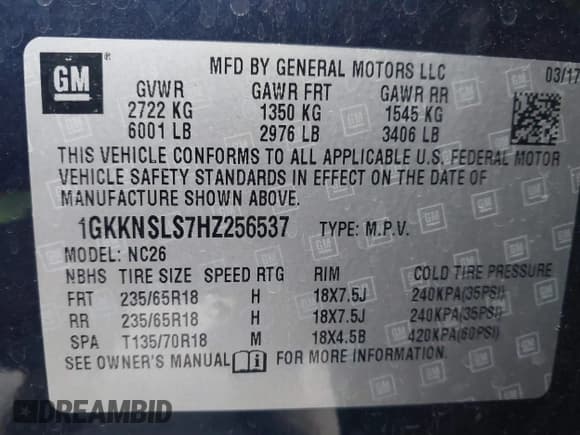 GM
MFD BY GENERAL MOTORS LLC
03/17
GVWR GAWR FRT GAWR RR
2722 KG 1350 KG 1545 KG
6001 LB 2976 LB 3406 LB
THIS VEHICLE CONFORMS TO ALL APPLICABLE U.S. FEDERAL MOTOR
VEHICLE SAFETY STANDARDS IN EFFECT ON THE DATE OF
MANUFACTURE SHOWN ABOVE.
1GKKNSLS7HZ256537 TYPE: M.P.V.
MODEL: NC26
NBHS TIRE SIZE SPEED RTG RIM COLD TIRE PRESSURE
FRT 235/65R18 H 18X7.5J 240KPA(35PSI)
RR 235/65R18 H 18X7.5J 240KPA(35PSI)
SPA T135/70R18 M 18X4.5B 420KPA(60PSI)
SEE OWNER'S MANUAL FOR ADDITIONAL INFORMATION.
DREAMBID